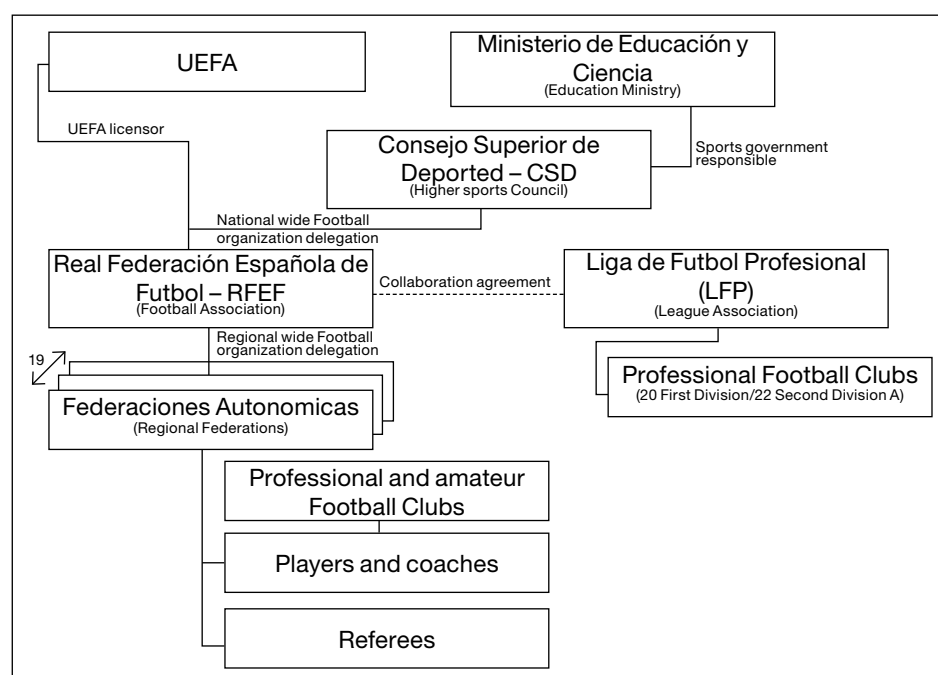 UEFA
Ministerio de Educación y
Ciencia
(Education Ministry)
UEFA licensor
Consejo Superior de
Deported – CSD
(Higher sports Council)
Sports government
responsible
National wide Football
organization delegation
Real Federación Española de
Futbol – RFEF
(Football Association)
Collaboration agreement
Liga de Futbol Profesional
(LFP)
(League Association)
Regional wide Football
organization delegation
19
Federaciones Autonomicas
(Regional Federations)
Professional Football Clubs
(20 First Division/22 Second Division A)
Professional and amateur
Football Clubs
Players and coaches
Referees